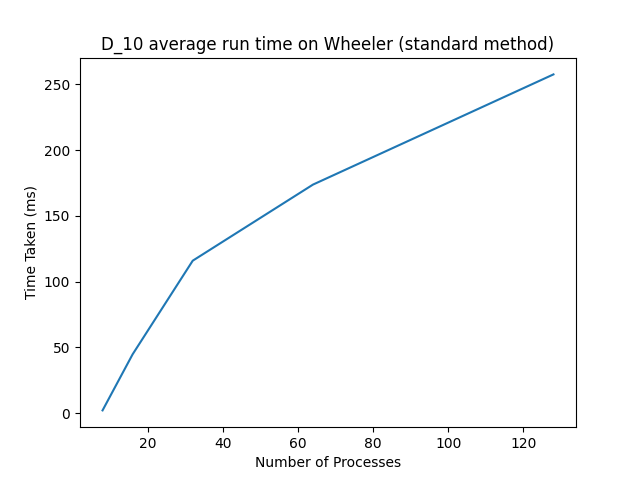 D_10 average run time on Wheeler (standard method)
250
200
150
100
50
0
Time Taken (ms)
20 40 60 80 100 120
Number of Processes